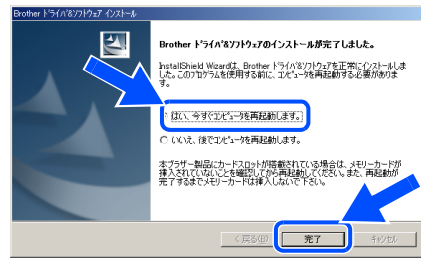 Brother ドライバ&ソフトウェア インストール
Brother ドライバ&ソフトウェアのインストールが完了しました。
InstallShield Wizardは、Brother ドライバ&ソフトウェアを正常にインストールしま
した。このプログラムを使用する前に、コンピュータを再起動する必要がありま
す。
はい、今すぐコンピュータを再起動します。
いいえ、後でコンピュータを再起動します。
本ブラザー製品にカードスロットが搭載されている場合は、メモリーカードが
挿入されていないことを確認してから再起動してください。また、再起動が
完了するまでメモリーカードは挿入しないで下さい。
< 戻る(B) 完了 キャンセル